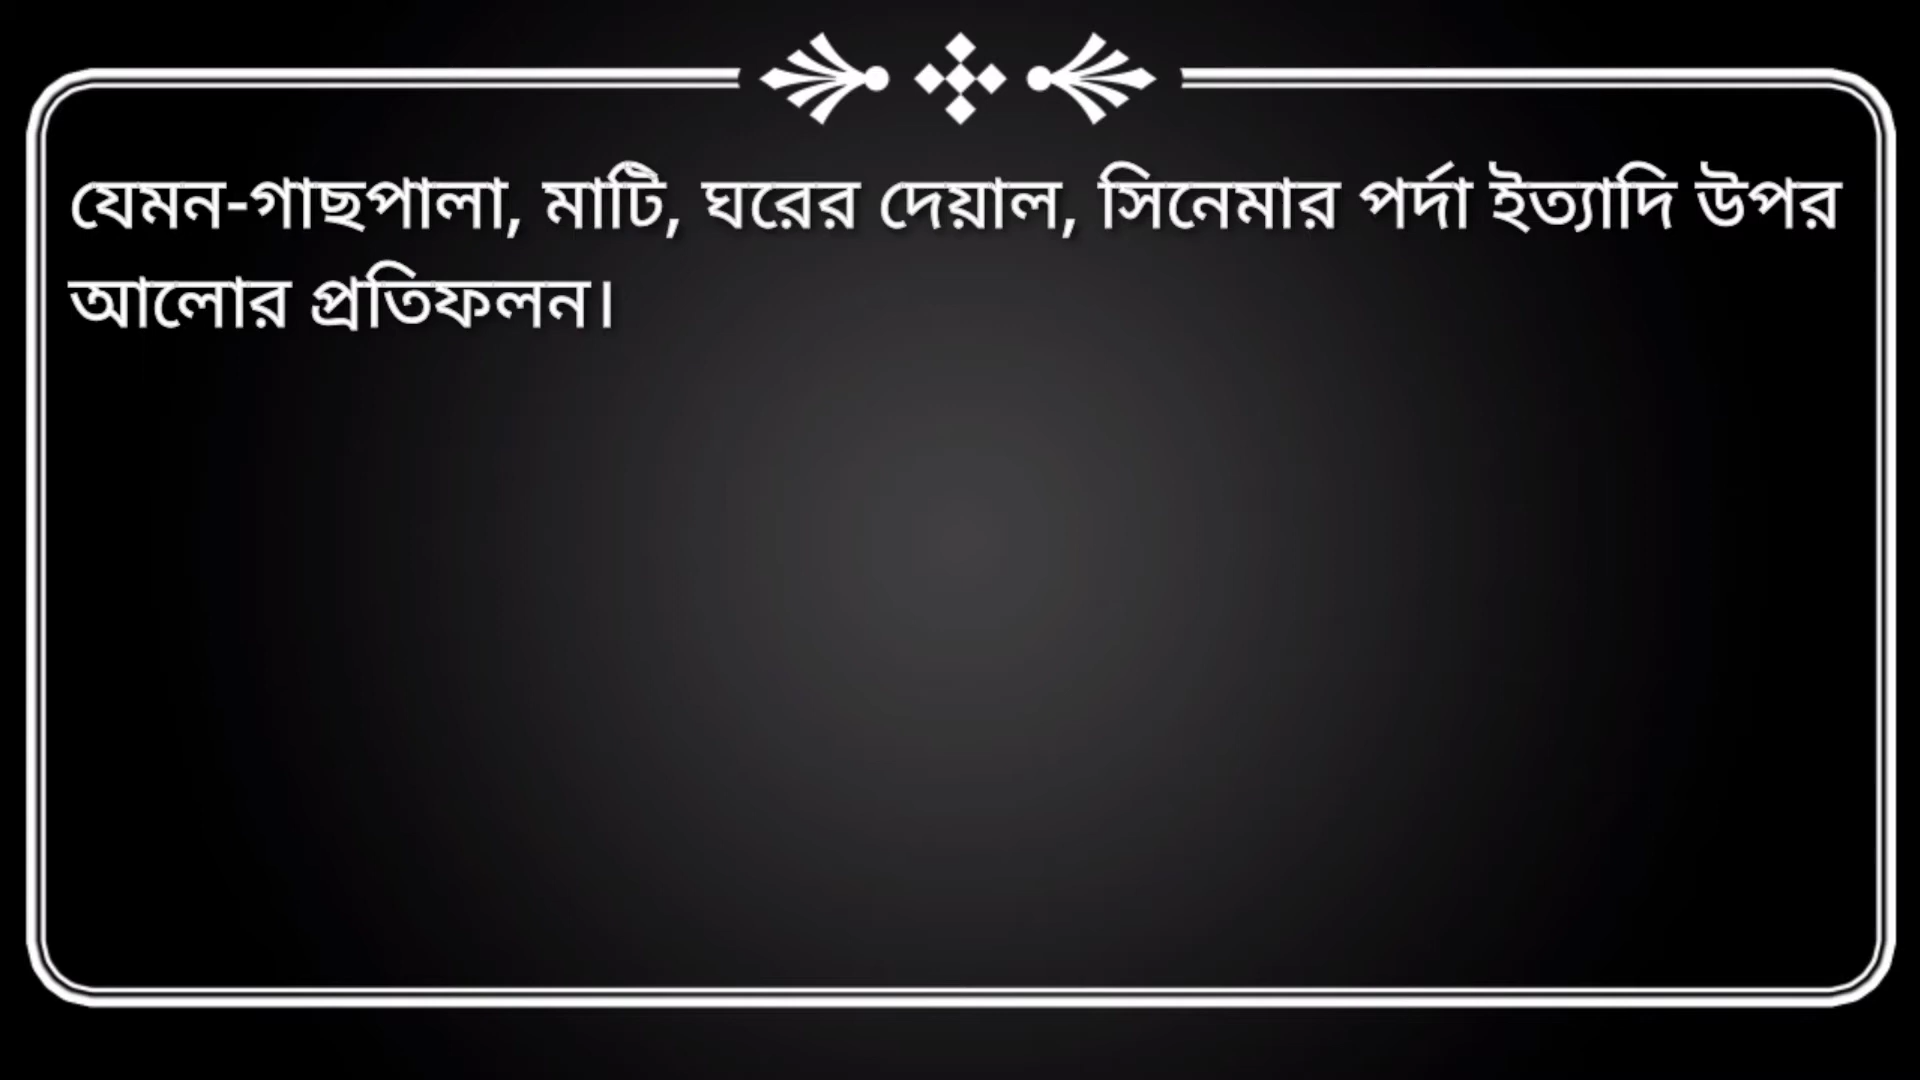 যেমন-গাছপালা, মাটি, ঘরের দেয়াল, সিনেমার পর্দা ইত্যাদি উপর
আলোর প্রতিফলন।